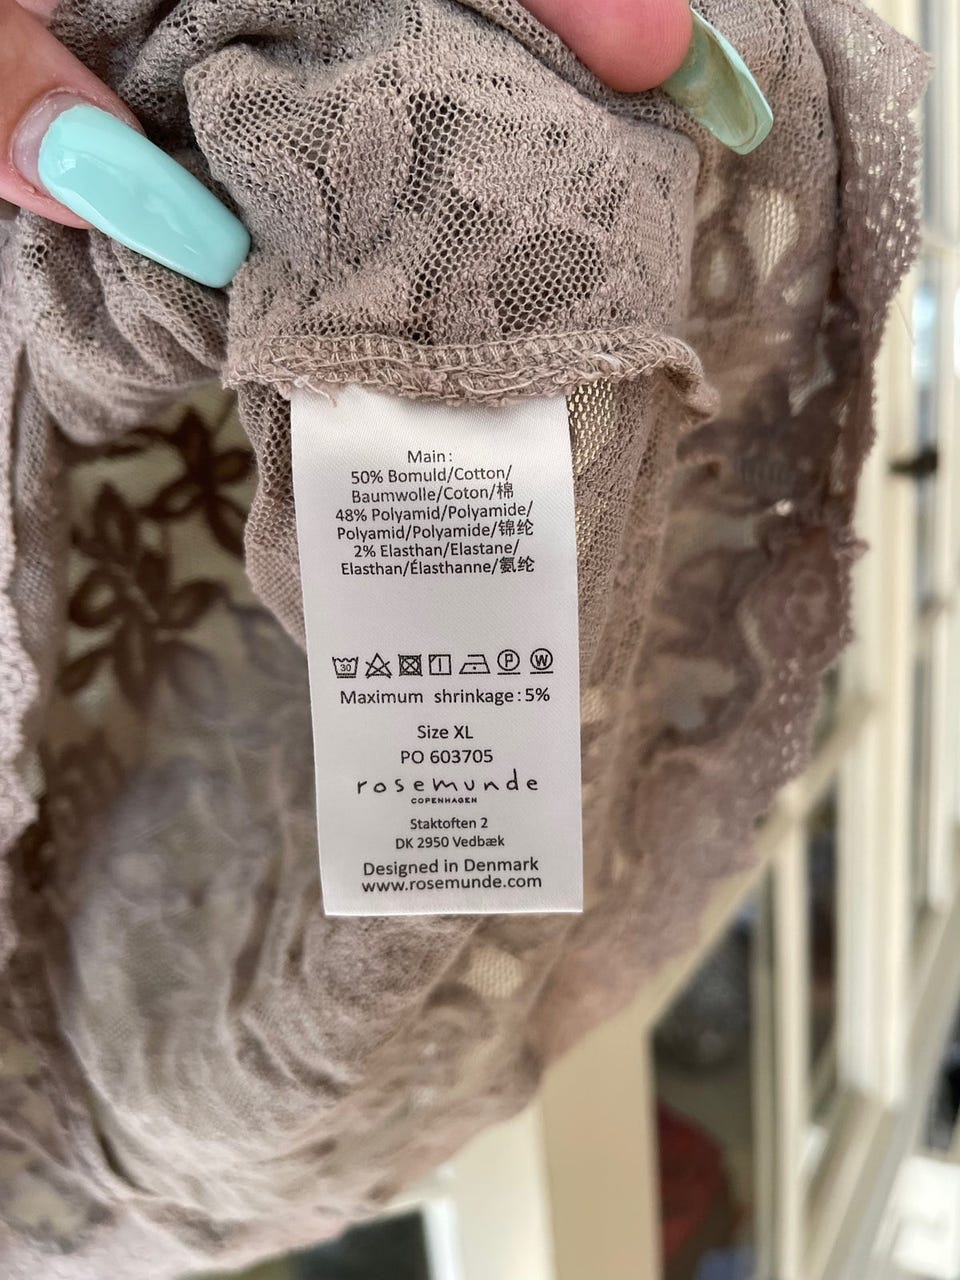 Main:
50% Bomuld/Cotton/
Baumwolle/Coton/棉
48% Polyamid/Polyamide/
Polyamid/Polyamide/锦纶
2% Elasthan/Elastane/
Elasthan/Élasthanne/氨纶
30 P W
Maximum shrinkage: 5%
Size XL
PO 603705
rosemunde
COPENHAGEN
Staktoften 2
DK 2950 Vedbæk
Designed in Denmark
www.rosemunde.com